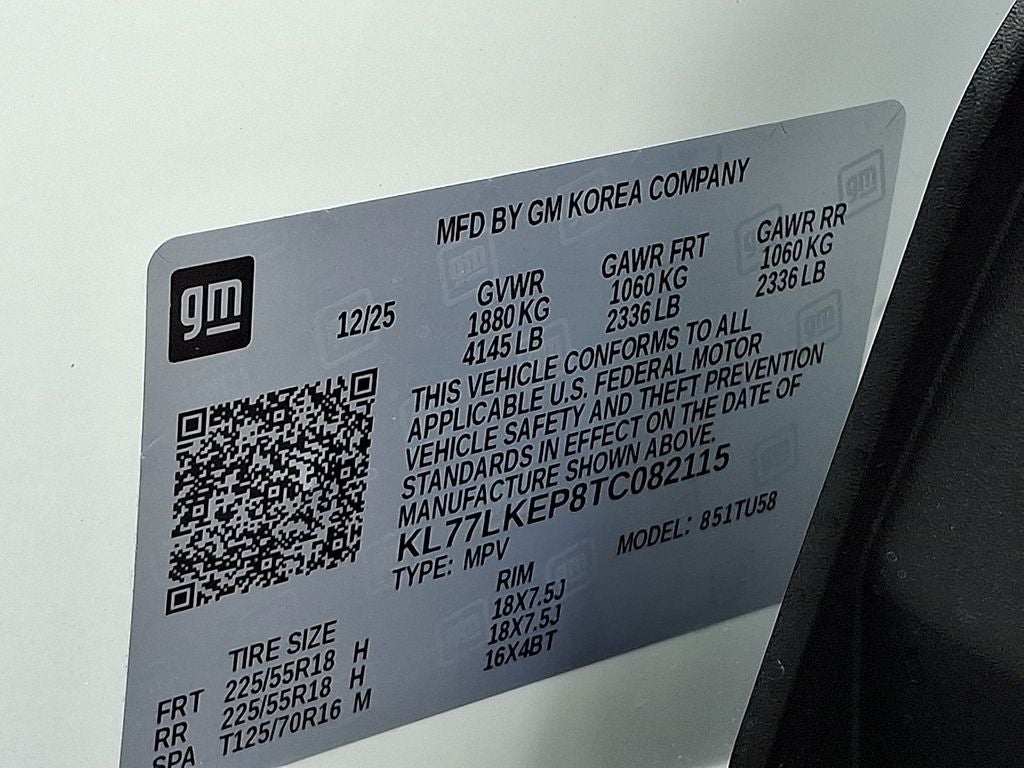 gm
MFD BY GM KOREA COMPANY
12/25
GVWR GAWR FRT GAWR RR
1880 KG 1060 KG 1060 KG
4145 LB 2336 LB 2336 LB
THIS VEHICLE CONFORMS TO ALL
APPLICABLE U.S. FEDERAL MOTOR
VEHICLE SAFETY AND THEFT PREVENTION
STANDARDS IN EFFECT ON THE DATE OF
MANUFACTURE SHOWN ABOVE.
KL77LKEP8TC082115
TYPE: MPV MODEL: 851TU58
TIRE SIZE RIM
FRT 225/55R18 H 18X7.5J
RR 225/55R18 H 18X7.5J
SPA T125/70R16 M 16X4BT